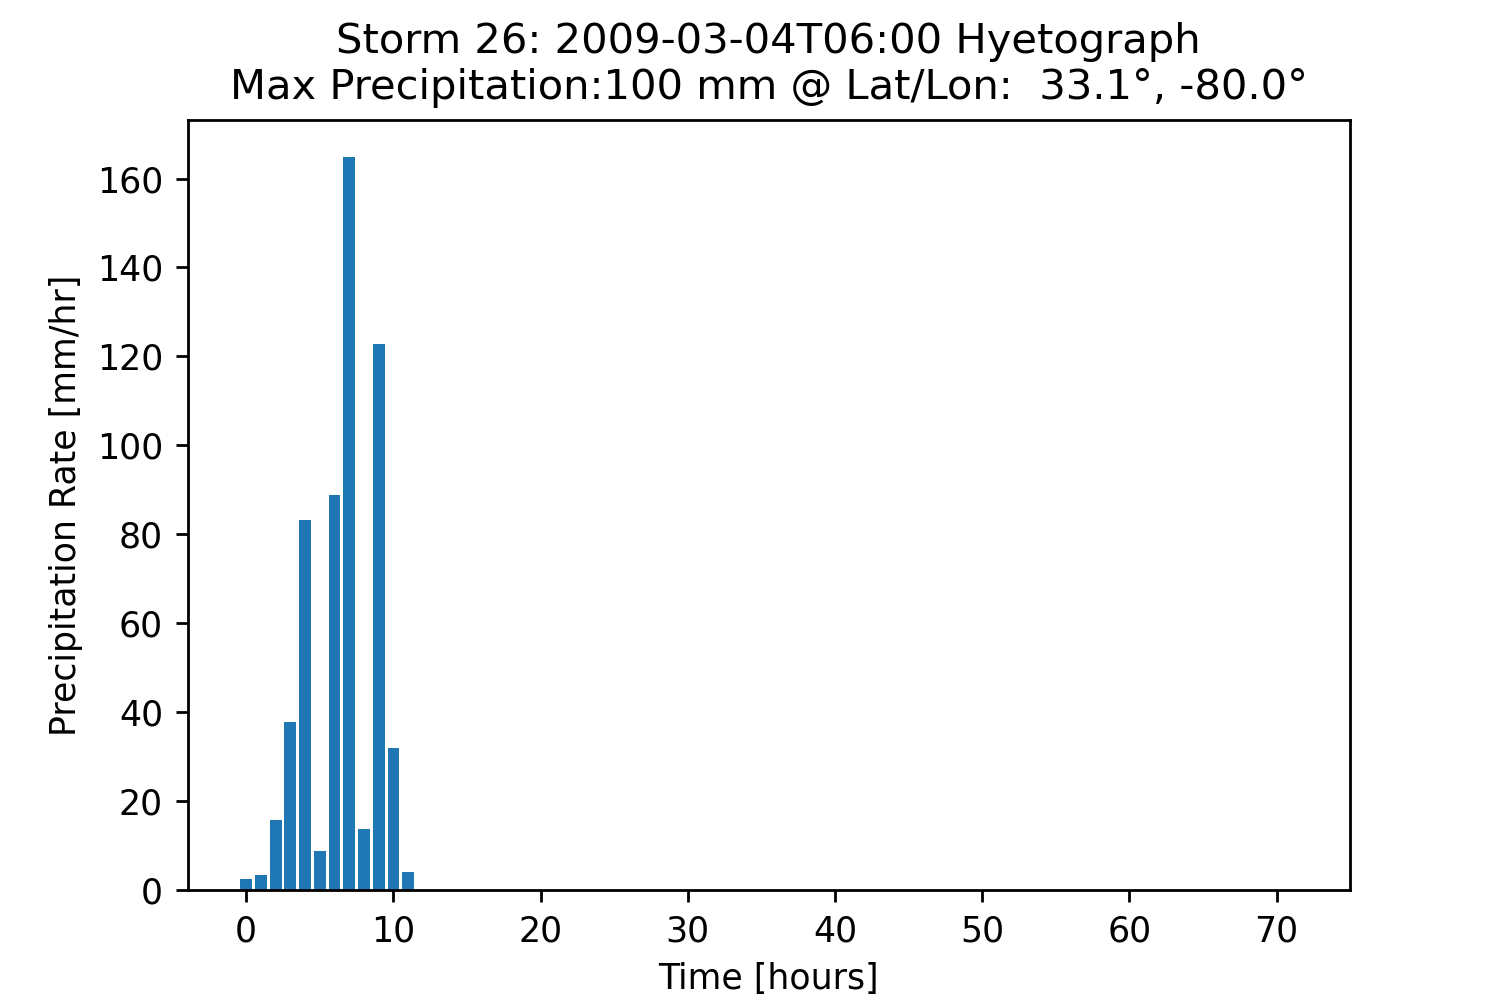 Storm 26: 2009-03-04T06:00 Hyetograph
Max Precipitation:100 mm @ Lat/Lon:  33.1°, -80.0°
Precipitation Rate [mm/hr]
160
140
120
100
80
60
40
20
0
0 10 20 30 40 50 60 70
Time [hours]